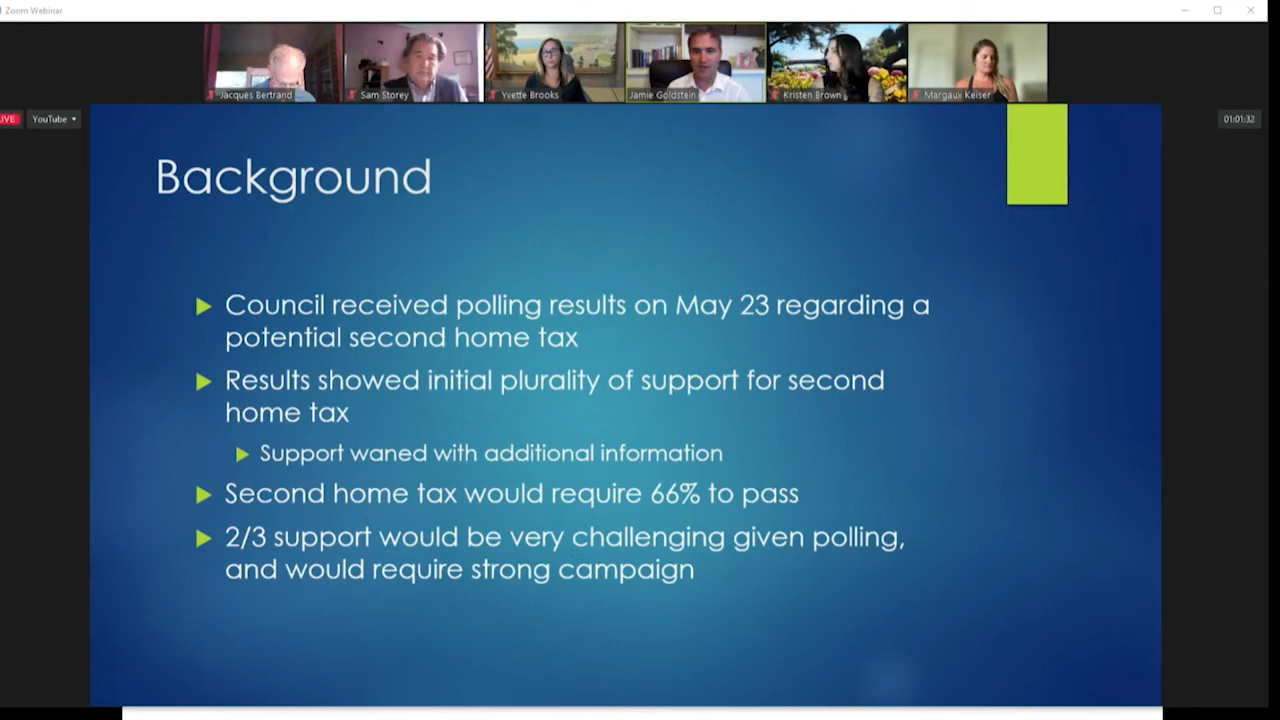 Zoom Webinar
Jacques Bertrand
Sam Storey
Yvette Brooks
Jamie Goldstein
Kristen Brown
Margaux Keiser
IVE
YouTube
01:01:32
Background
Council received polling results on May 23 regarding a
potential second home tax
Results showed initial plurality of support for second
home tax
Support waned with additional information
Second home tax would require 66% to pass
2/3 support would be very challenging given polling,
and would require strong campaign